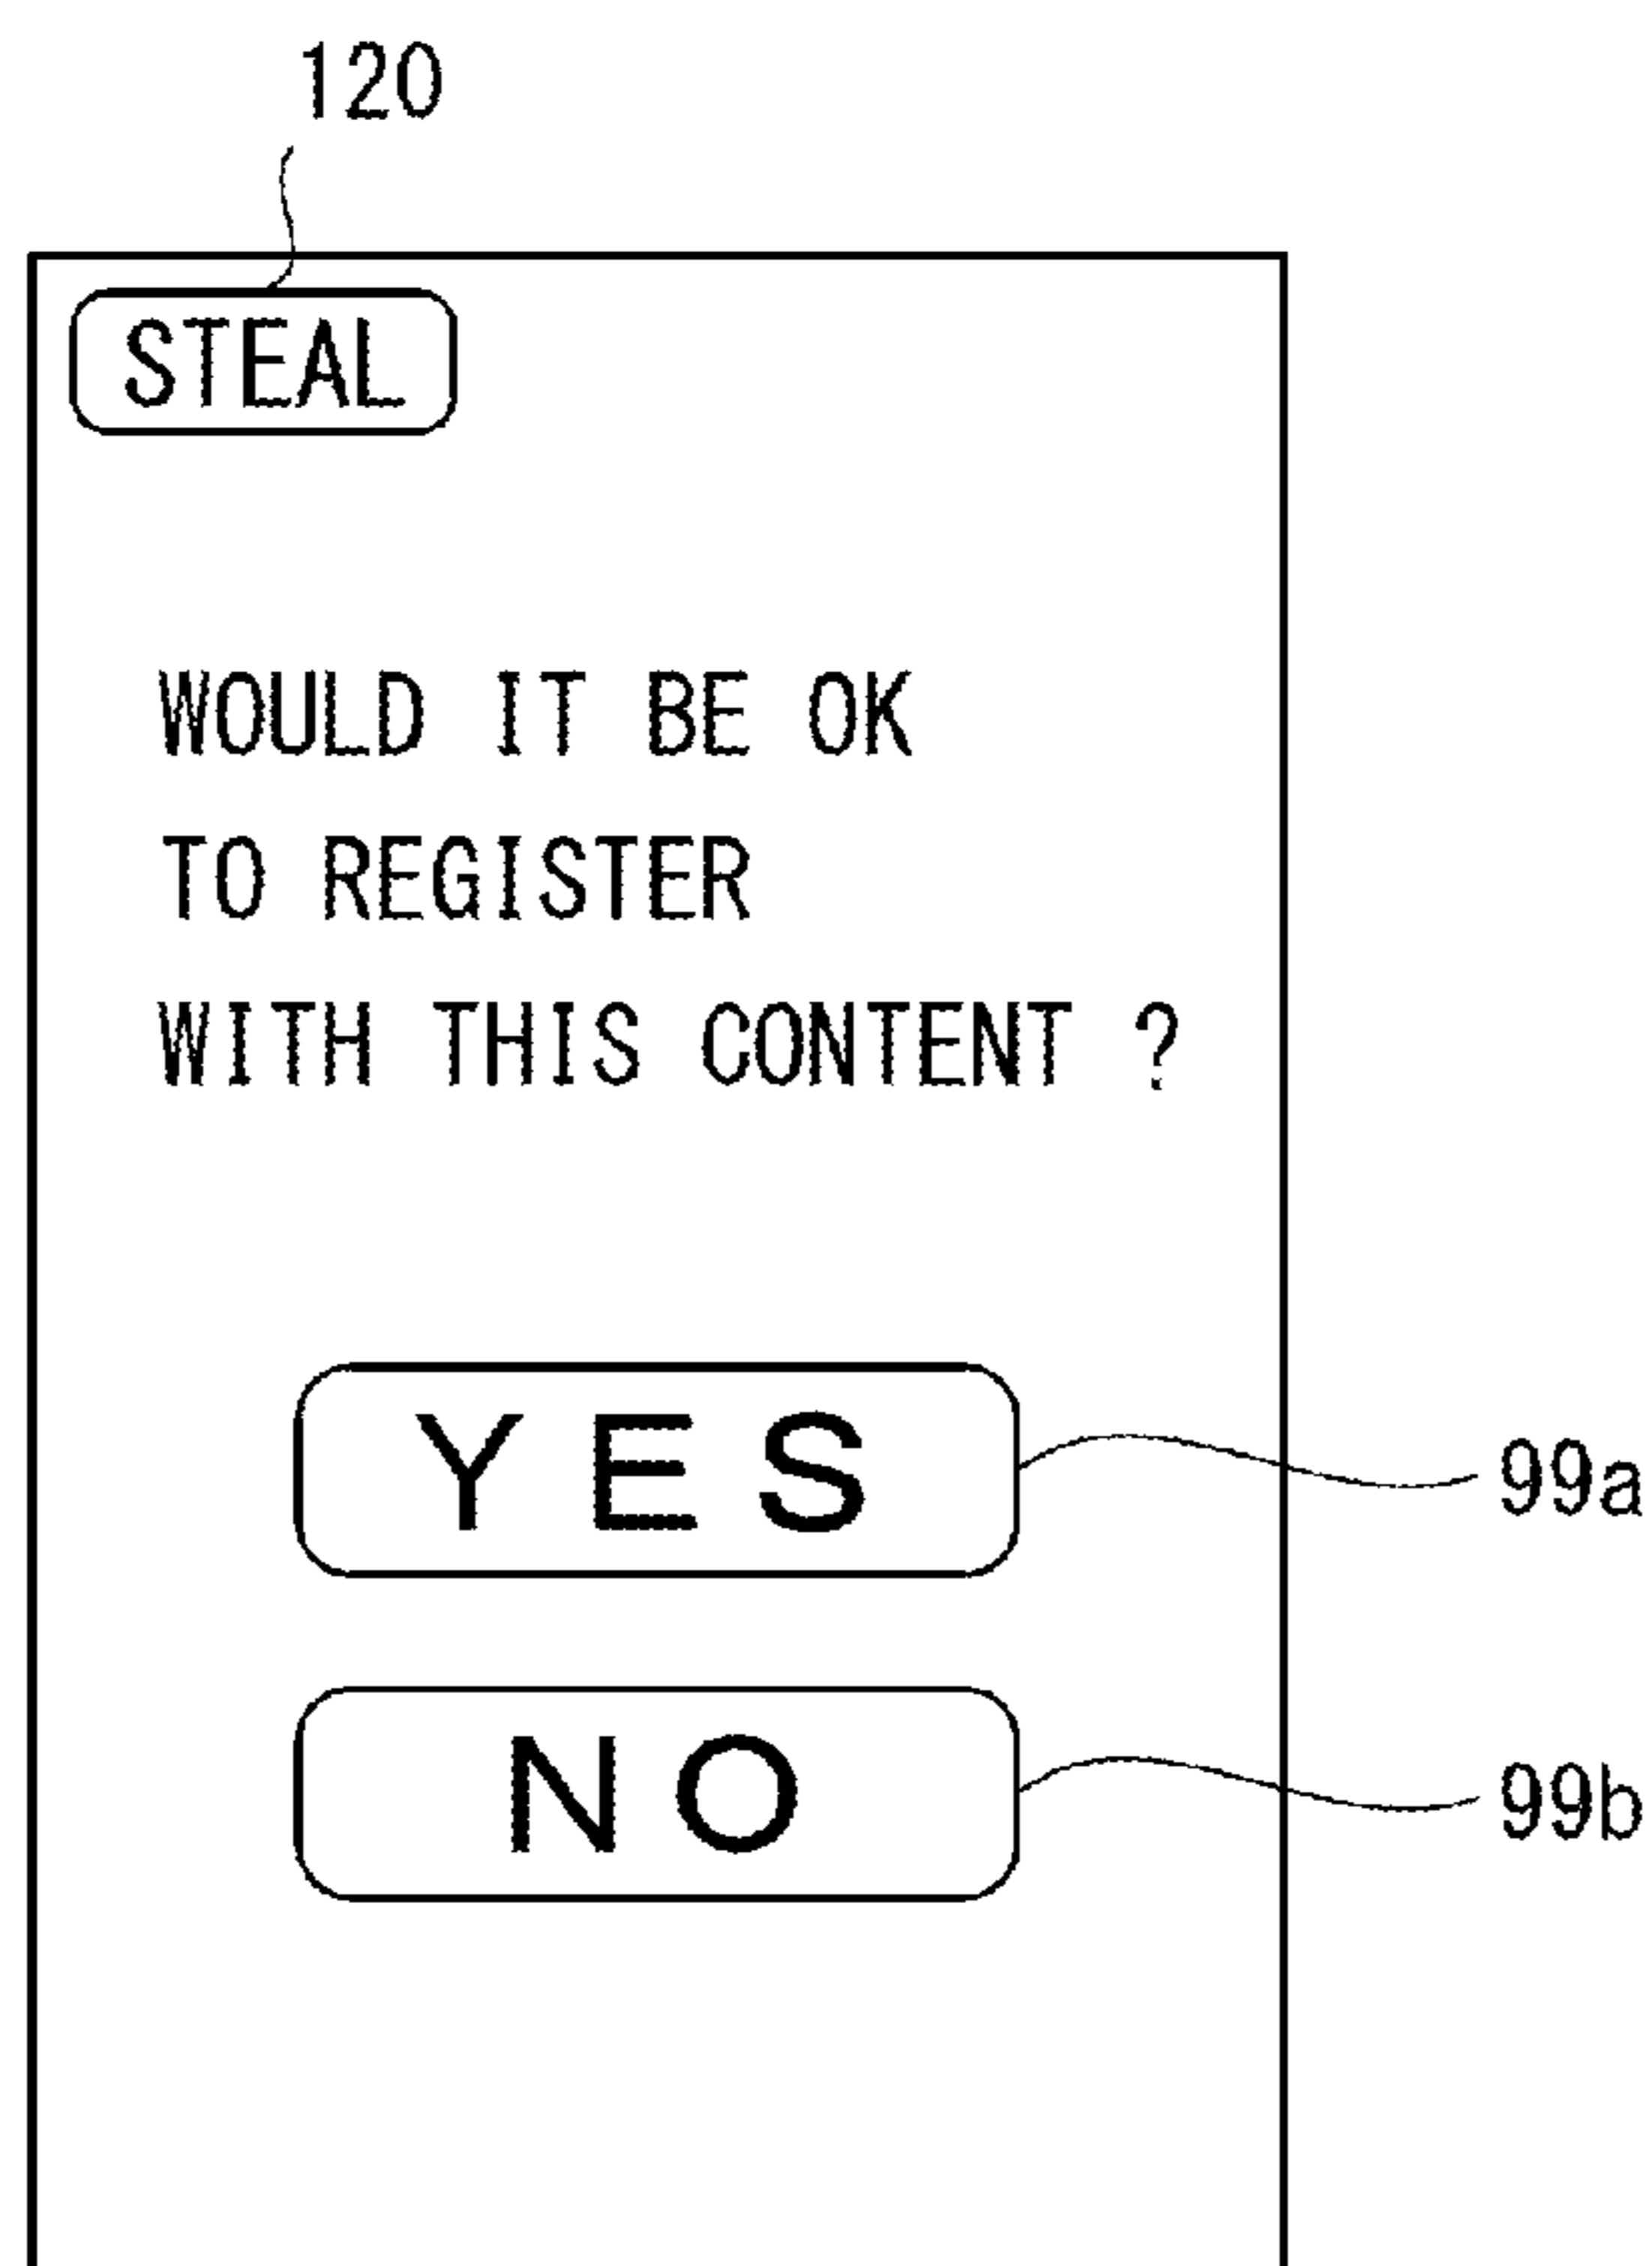 120
STEAL
WOULD IT BE OK
TO REGISTER
WITH THIS CONTENT ?
YES
99a
NO
99b